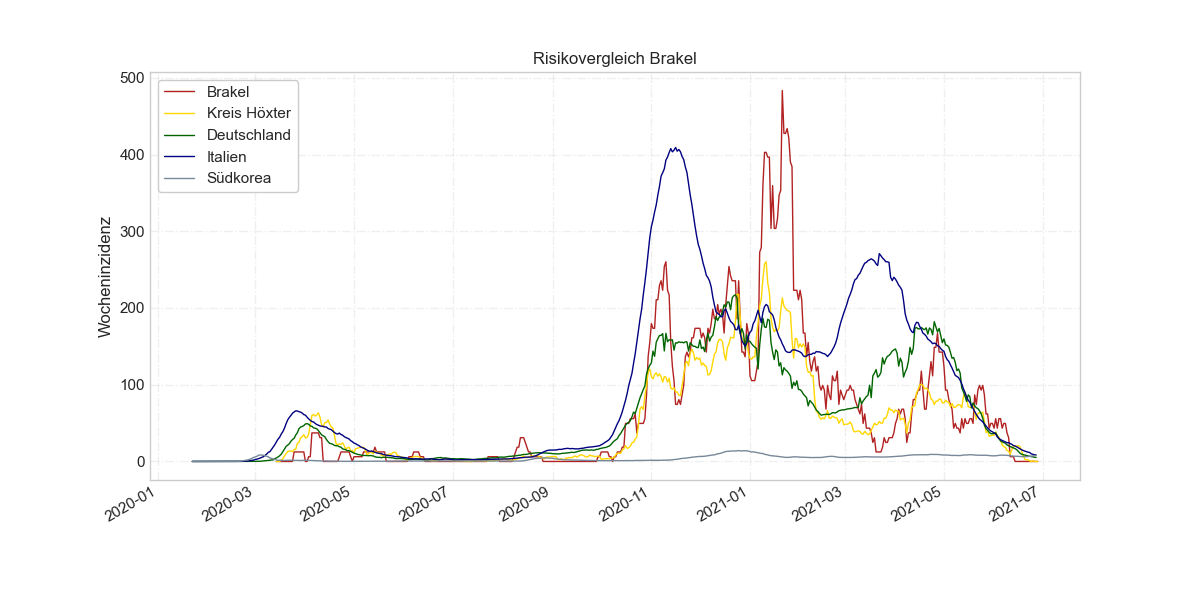 Risikovergleich Brakel
Wocheninzidenz
500
400
300
200
100
0
Brakel
Kreis Höxter
Deutschland
Italien
Südkorea
2020-01
2020-03
2020-05
2020-07
2020-09
2020-11
2021-01
2021-03
2021-05
2021-07